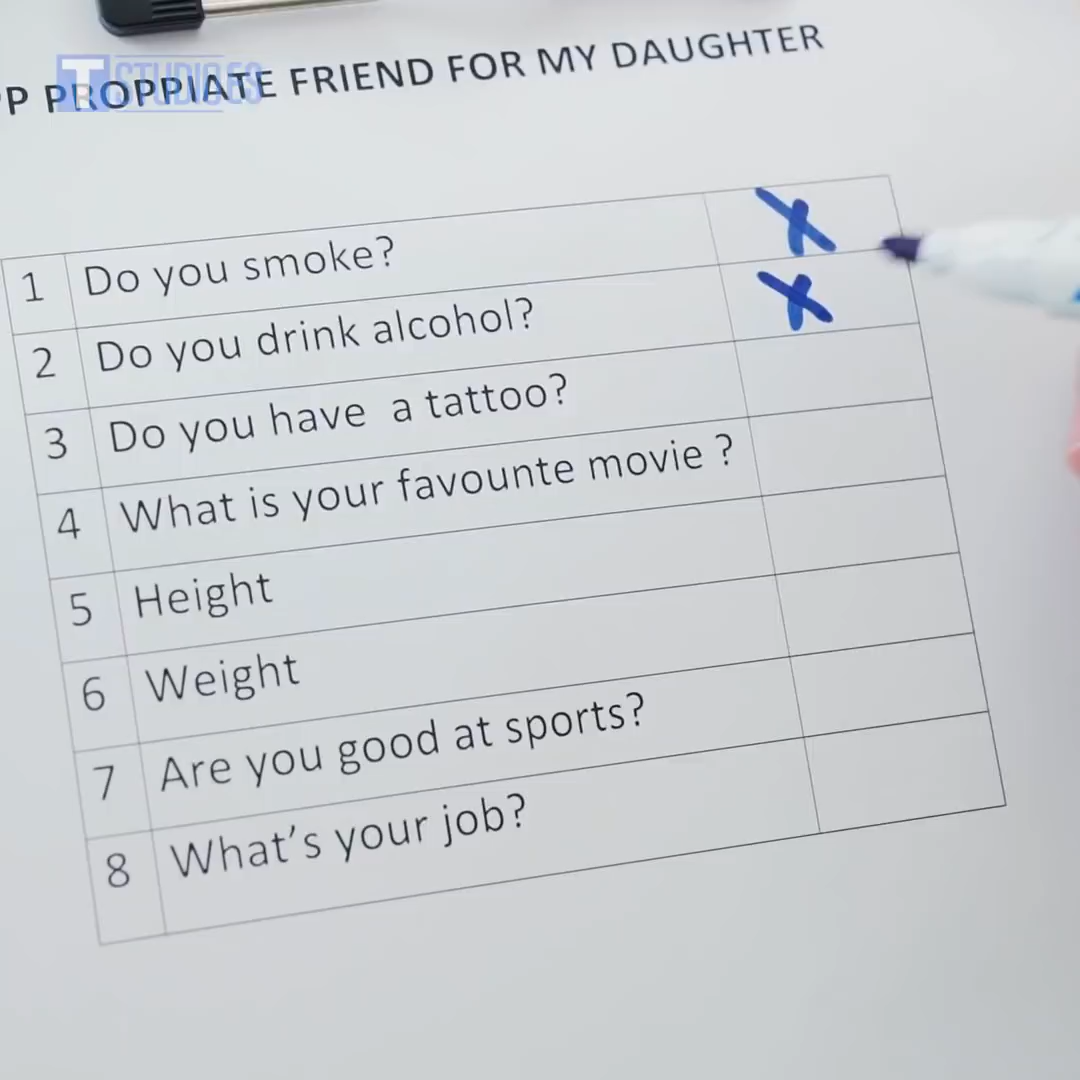 P PROPPIATE FRIEND FOR MY DAUGHTER
T STUDIOES
1 Do you smoke? X
2 Do you drink alcohol? X
3 Do you have a tattoo?
4 What is your favounte movie ?
5 Height
6 Weight
7 Are you good at sports?
8 What's your job?